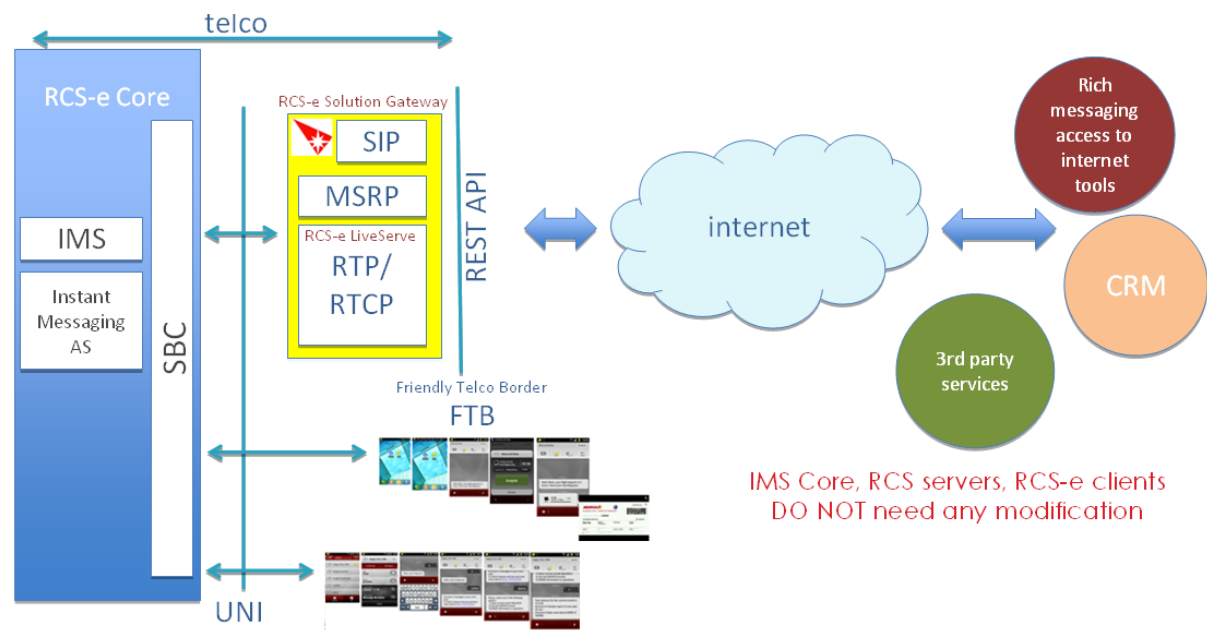 telco
RCS-e Core
IMS
Instant
Messaging
AS
SBC
UNI
RCS-e Solution Gateway
SIP
MSRP
RCS-e LiveServe
RTP/
RTCP
REST API
Friendly Telco Border
FTB
internet
Rich
messaging
access to
internet
tools
CRM
3rd party
services
IMS Core, RCS servers, RCS-e clients
DO NOT need any modification